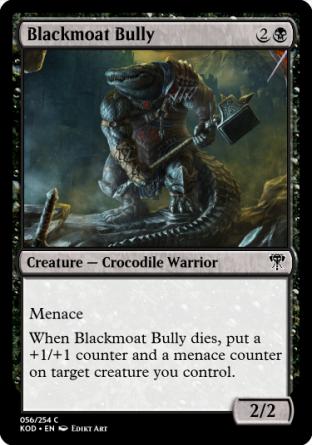 Blackmoat Bully 2
Creature — Crocodile Warrior
Menace
When Blackmoat Bully dies, put a
+1/+1 counter and a menace counter
on target creature you control.
056/254 C
KOD • EN Edikt Art
2/2